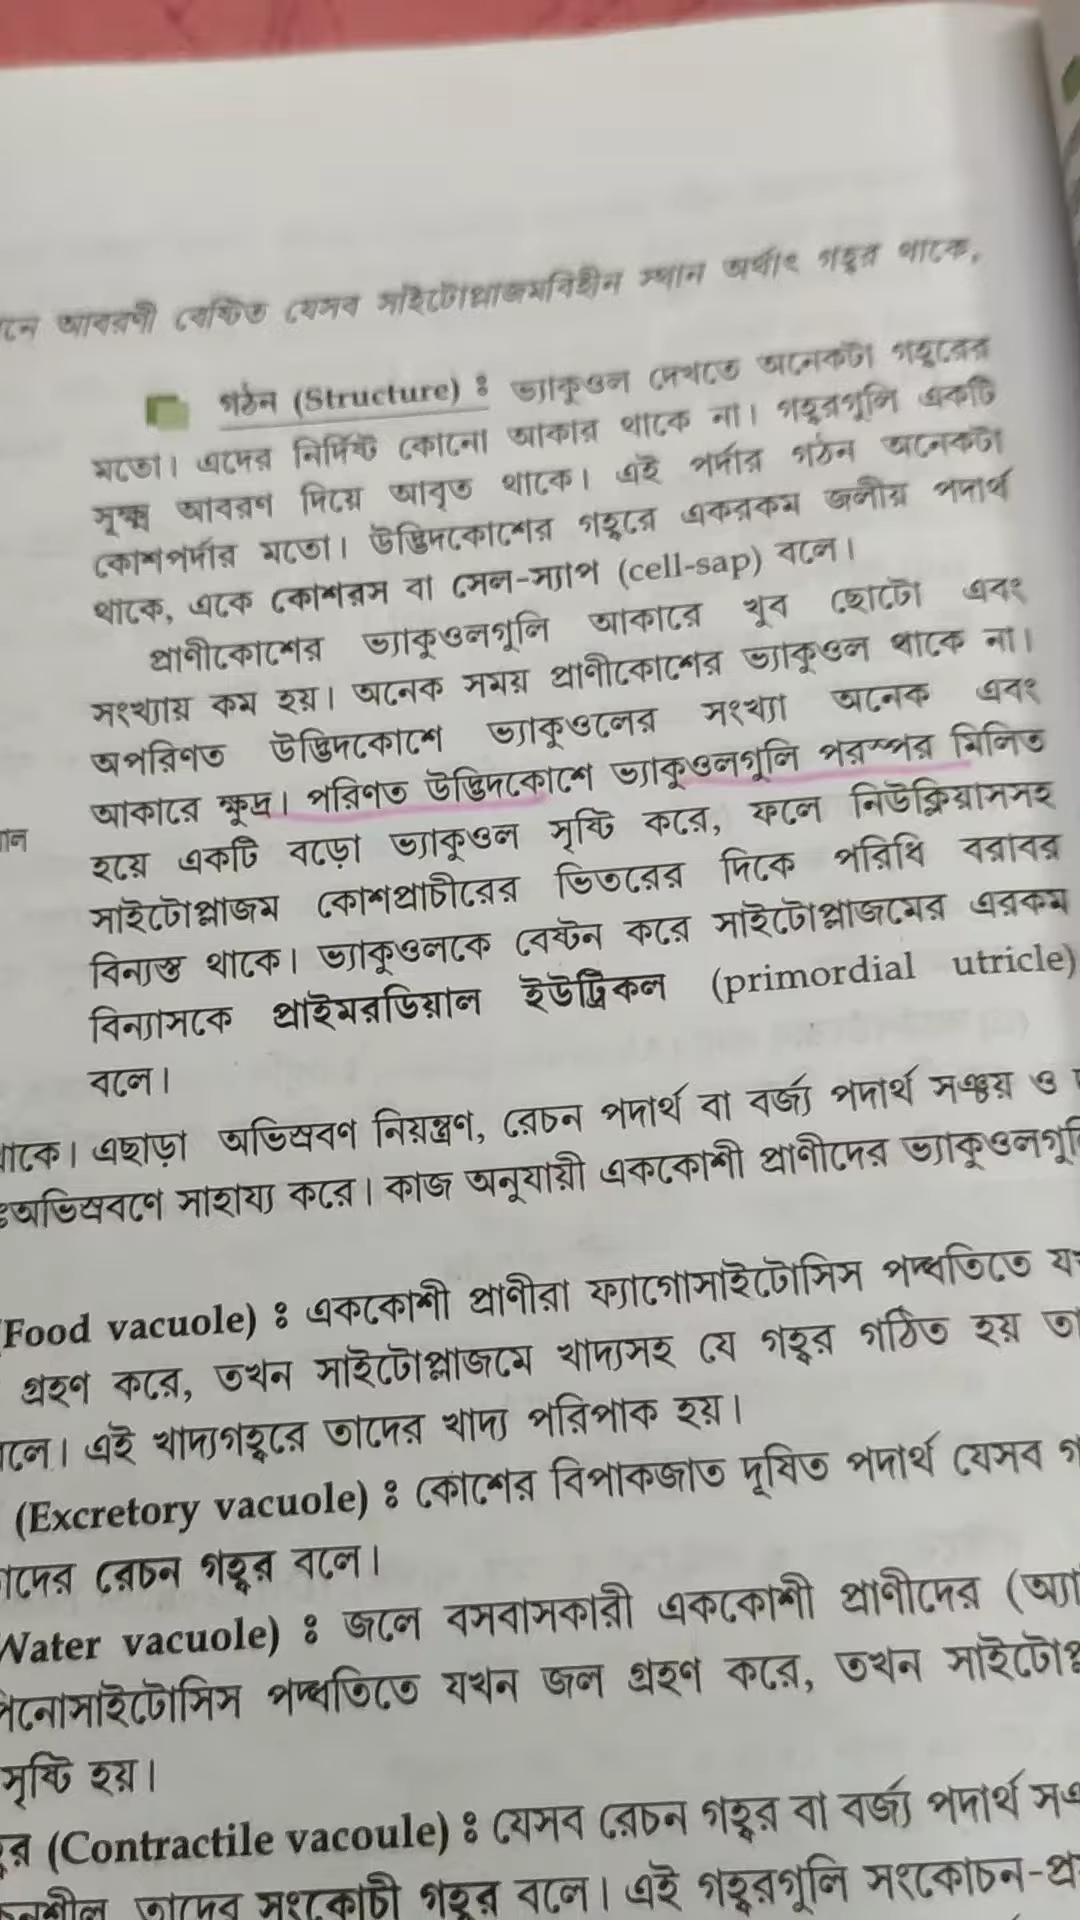 আবরণী বেষ্টিত যেসব সাইটোপ্লাজমবিহীন স্থান অর্থাৎ গহ্বর থাকে,
গঠন (Structure) : ভ্যাকুওল দেখতে অনেকটা গহ্বরের
মতো। এদের নির্দিষ্ট কোনো আকার থাকে না। গহ্বরগুলি একটি
সূক্ষ্ম আবরণ দিয়ে আবৃত থাকে। এই পর্দার গঠন অনেকটা
কোশপর্দার মতো। উদ্ভিদকোশের গহ্বরে একরকম জলীয় পদার্থ
থাকে, একে কোশরস বা সেল-স্যাপ (cell-sap) বলে।
প্রাণীকোশের ভ্যাকুওলগুলি আকারে খুব ছোটো এবং
সংখ্যায় কম হয়। অনেক সময় প্রাণীকোশের ভ্যাকুওল থাকে না।
অপরিণত উদ্ভিদকোশে ভ্যাকুওলের সংখ্যা অনেক এবং
আকারে ক্ষুদ্র। পরিণত উদ্ভিদকোশে ভ্যাকুওলগুলি পরস্পর মিলিত
হয়ে একটি বড়ো ভ্যাকুওল সৃষ্টি করে, ফলে নিউক্লিয়াসসহ
সাইটোপ্লাজম কোশপ্রাচীরের ভিতরের দিকে পরিধি বরাবর
বিন্যস্ত থাকে। ভ্যাকুওলকে বেষ্টন করে সাইটোপ্লাজমের এরকম
বিন্যাসকে প্রাইমরডিয়াল ইউট্রিকল (primordial utricle)
বলে।
থাকে। এছাড়া অভিস্রবণ নিয়ন্ত্রণ, রেচন পদার্থ বা বর্জ্য পদার্থ সঞ্চয় ও
অভিস্রবণে সাহায্য করে। কাজ অনুযায়ী এককোশী প্রাণীদের ভ্যাকুওলগুলি
(Food vacuole) : এককোশী প্রাণীরা ফ্যাগোসাইটোসিস পদ্ধতিতে
গ্রহণ করে, তখন সাইটোপ্লাজমে খাদ্যসহ যে গহ্বর গঠিত হয়
বলে। এই খাদ্যগহ্বরে তাদের খাদ্য পরিপাক হয়।
(Excretory vacuole) : কোশের বিপাকজাত দূষিত পদার্থ যেসব
তাদের রেচন গহ্বর বলে।
Water vacuole) : জলে বসবাসকারী এককোশী প্রাণীদের (অ্যা
পিনোসাইটোসিস পদ্ধতিতে যখন জল গ্রহণ করে, তখন
সৃষ্টি হয়।
(Contractile vacoule) : যেসব রেচন গহ্বর বা বর্জ্য পদার্থ
তাদের সংকোচী গহ্বর বলে। এই গহ্বরগুলি সংকোচন-